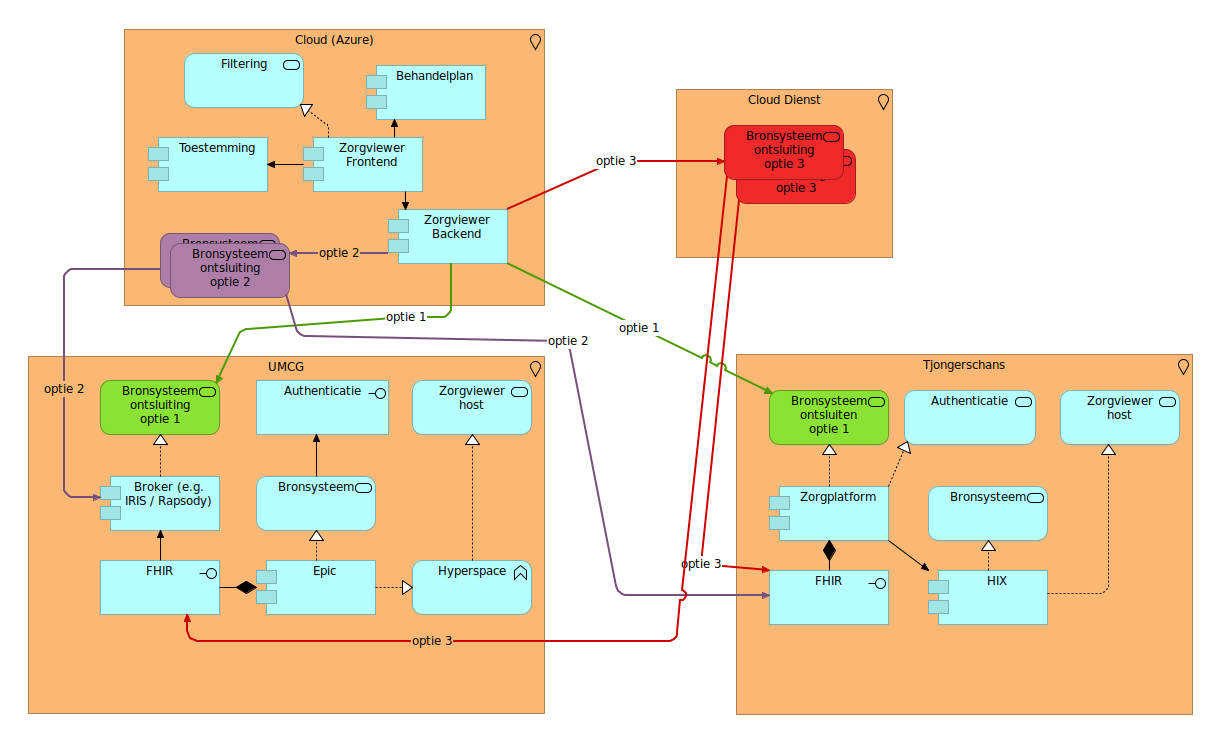 Cloud (Azure)
Filtering
Behandelplan
Toestemming
Zorgviewer
Frontend
Zorgviewer
Backend
Bronsysteem
Bronsysteem
ontsluiting
optie 2
optie 2
optie 3
Cloud Dienst
Bronsysteem
ontsluiting
optie 3
optie 3
optie 1
optie 1
optie 2
optie 2
UMCG
Bronsysteem
ontsluiting
optie 1
Authenticatie
Zorgviewer
host
Broker (e.g.
IRIS / Rapsody)
Bronsysteem
FHIR
Epic
Hyperspace
optie 3
optie 3
Tjongerschans
Bronsysteem
ontsluiten
optie 1
Authenticatie
Zorgviewer
host
Zorgplatform
Bronsysteem
FHIR
HIX